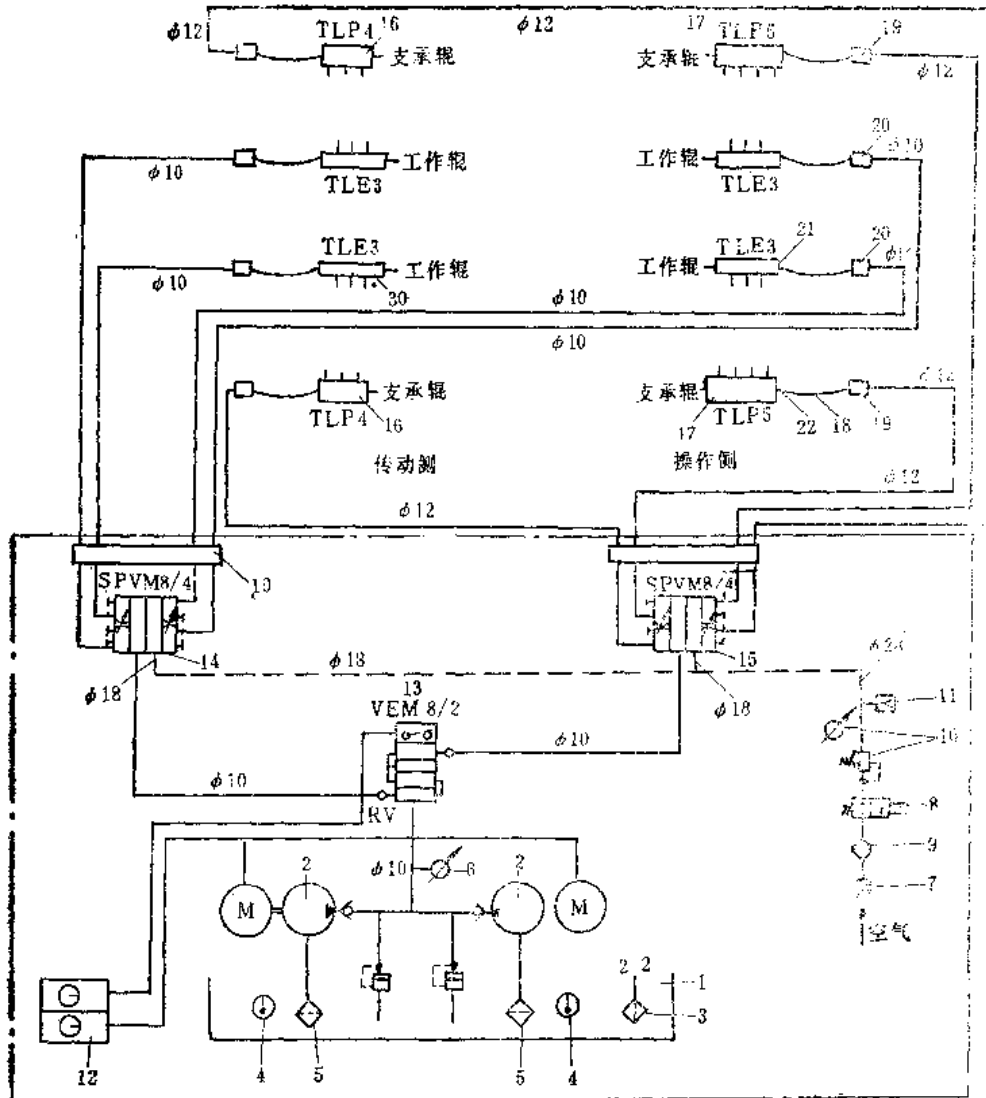 φ12 TLP4 16 φ12 17 TLP5 19
支承辊 支承辊 φ12
20
φ10 工作辊 工作辊 φ10
TLE3 TLE3
TLE3 TLE3 21 20
φ10 工作辊 工作辊
30 φ10
φ10
支承辊 支承辊
TLP4 16 17 TLP5 22 18 19
传动测 操作侧
φ12 φ12
SPVM8/4 SPVM8/4
14 φ18 15
φ18 13 φ18 11
VEM 8/2
φ10 φ10 10
RV 8
2 φ10 6 2 9
M M 7
空气
2 2 1
3
12 4 5 5 4